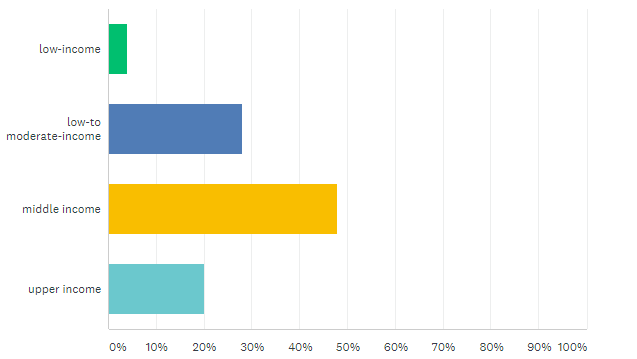 low-income
low-to
moderate-income
middle income
upper income
0% 10% 20% 30% 40% 50% 60% 70% 80% 90% 100%